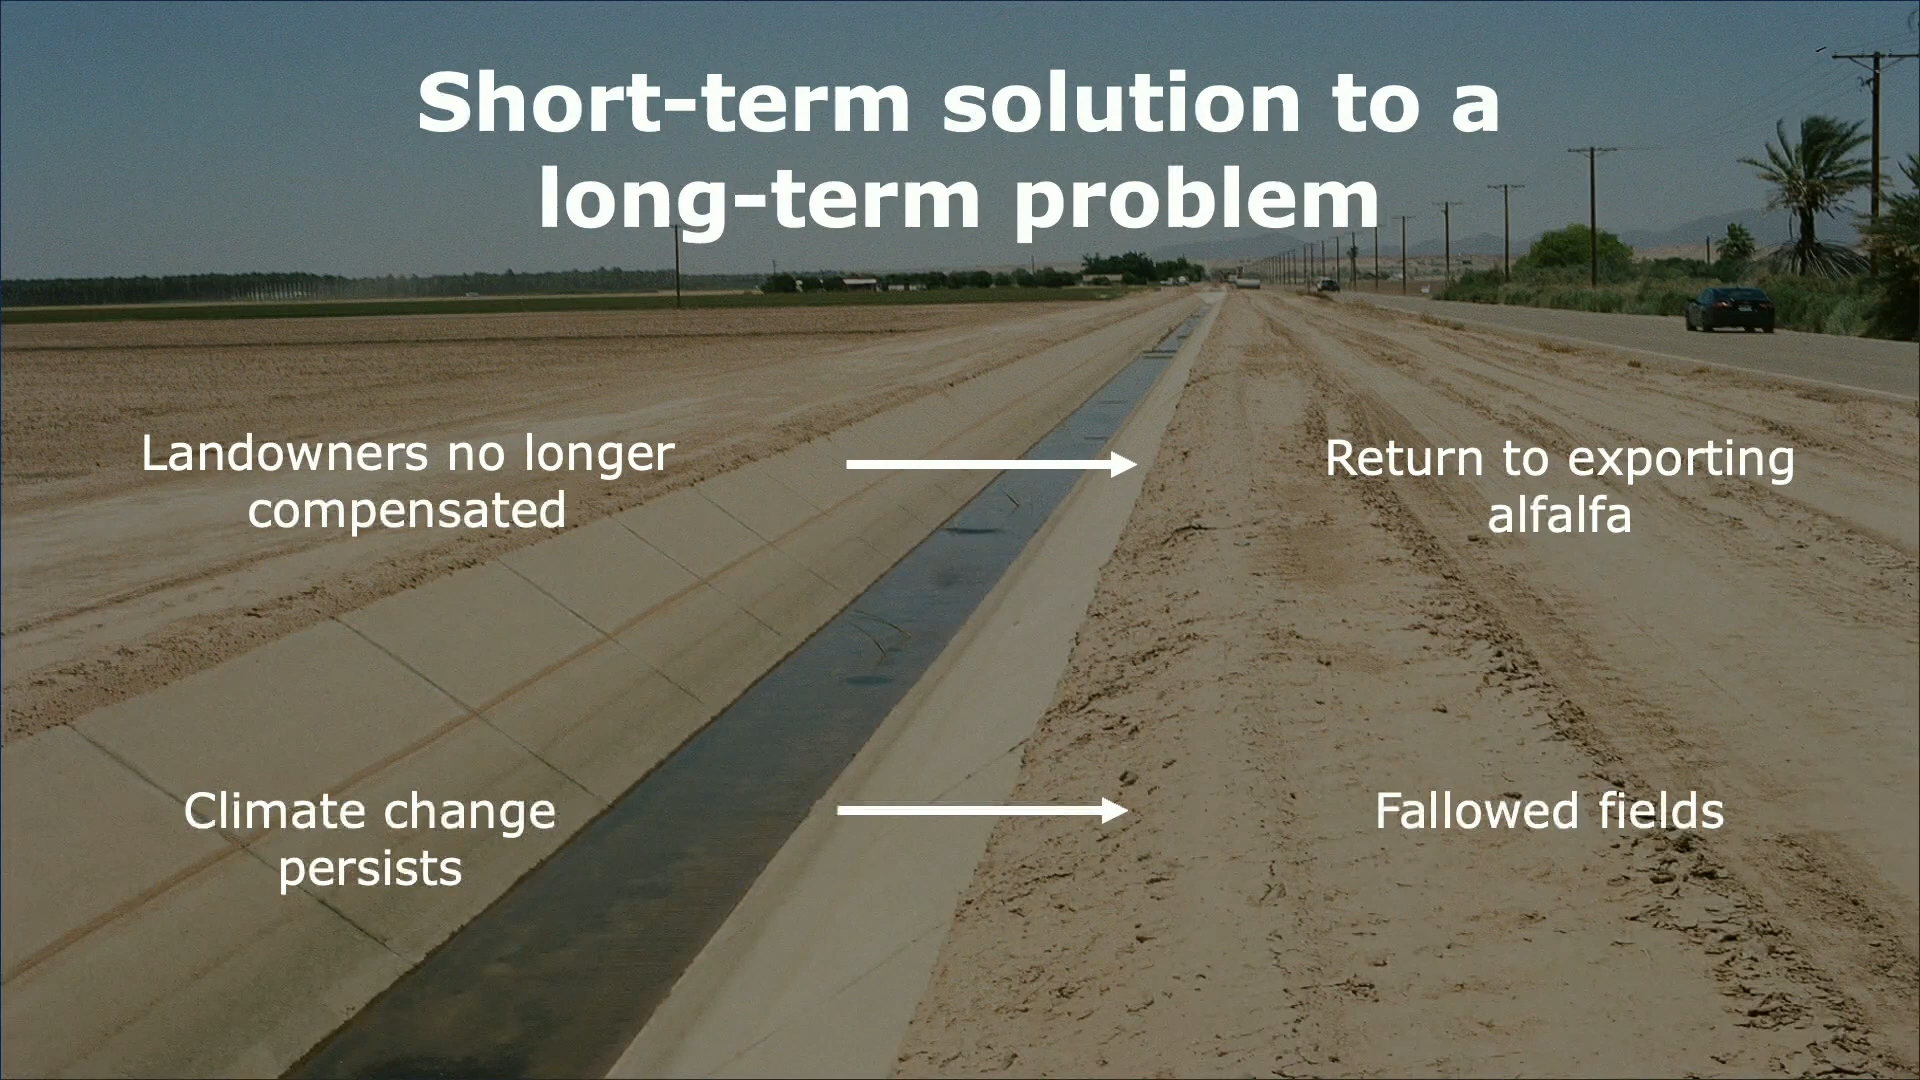 Short-term solution to a
long-term problem
Landowners no longer
compensated
Return to exporting
alfalfa
Climate change
persists
Fallowed fields